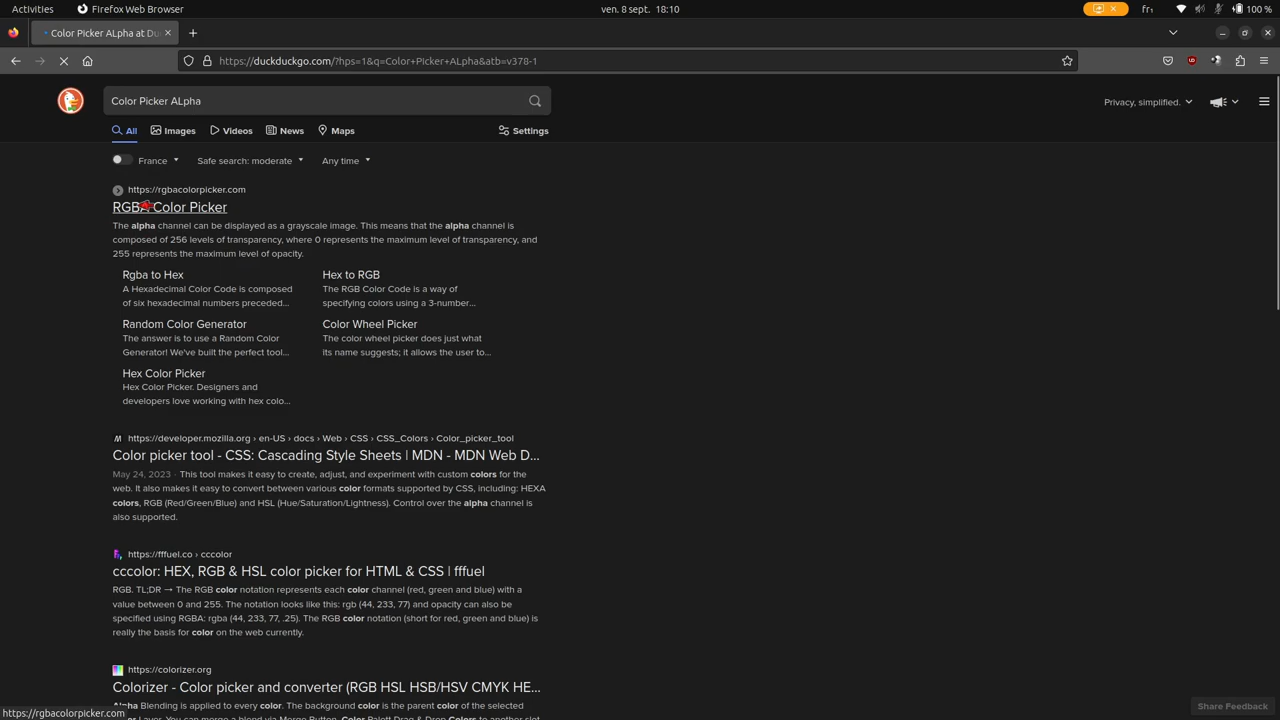 Activities
Firefox Web Browser
ven. 8 sept. 18:10
fr₁
100 %
Color Picker ALpha at Du
https://duckduckgo.com/?hps=1&q=Color+PIcker+ALpha&atb=v378-1
Color Picker ALpha
Privacy, simplified.
All
Images
Videos
News
Maps
Settings
France
Safe search: moderate
Any time
https://rgbacolorpicker.com
RGBA Color Picker
The alpha channel can be displayed as a grayscale image. This means that the alpha channel is
composed of 256 levels of transparency, where 0 represents the maximum level of transparency, and
255 represents the maximum level of opacity.
Rgba to Hex
A Hexadecimal Color Code is composed
of six hexadecimal numbers preceded...
Hex to RGB
The RGB Color Code is a way of
specifying colors using a 3-number...
Random Color Generator
The answer is to use a Random Color
Generator! We've built the perfect tool...
Color Wheel Picker
The color wheel picker does just what
its name suggests; it allows the user to...
Hex Color Picker
Hex Color Picker. Designers and
developers love working with hex colo...
https://developer.mozilla.org › en-US › docs › Web › CSS › CSS_Colors › Color_picker_tool
Color picker tool - CSS: Cascading Style Sheets | MDN - MDN Web D...
May 24, 2023 · This tool makes it easy to create, adjust, and experiment with custom colors for the
web. It also makes it easy to convert between various color formats supported by CSS, including: HEXA
colors, RGB (Red/Green/Blue) and HSL (Hue/Saturation/Lightness). Control over the alpha channel is
also supported.
https://fffuel.co › cccolor
cccolor: HEX, RGB & HSL color picker for HTML & CSS | fffuel
RGB. TL;DR → The RGB color notation represents each color channel (red, green and blue) with a
value between 0 and 255. The notation looks like this: rgb (44, 233, 77) and opacity can also be
specified using RGBA: rgba (44, 233, 77, .25). The RGB color notation (short for red, green and blue) is
really the basis for color on the web currently.
https://colorizer.org
Colorizer - Color picker and converter (RGB HSL HSB/HSV CMYK HE...
Alpha Blending is applied to every color. The background color is the parent color of the selected
Layer. You can merge a blend via Merge Button. Color Palett Drag & Drop Colors to another slot
https://rgbacolorpicker.com
Share Feedback